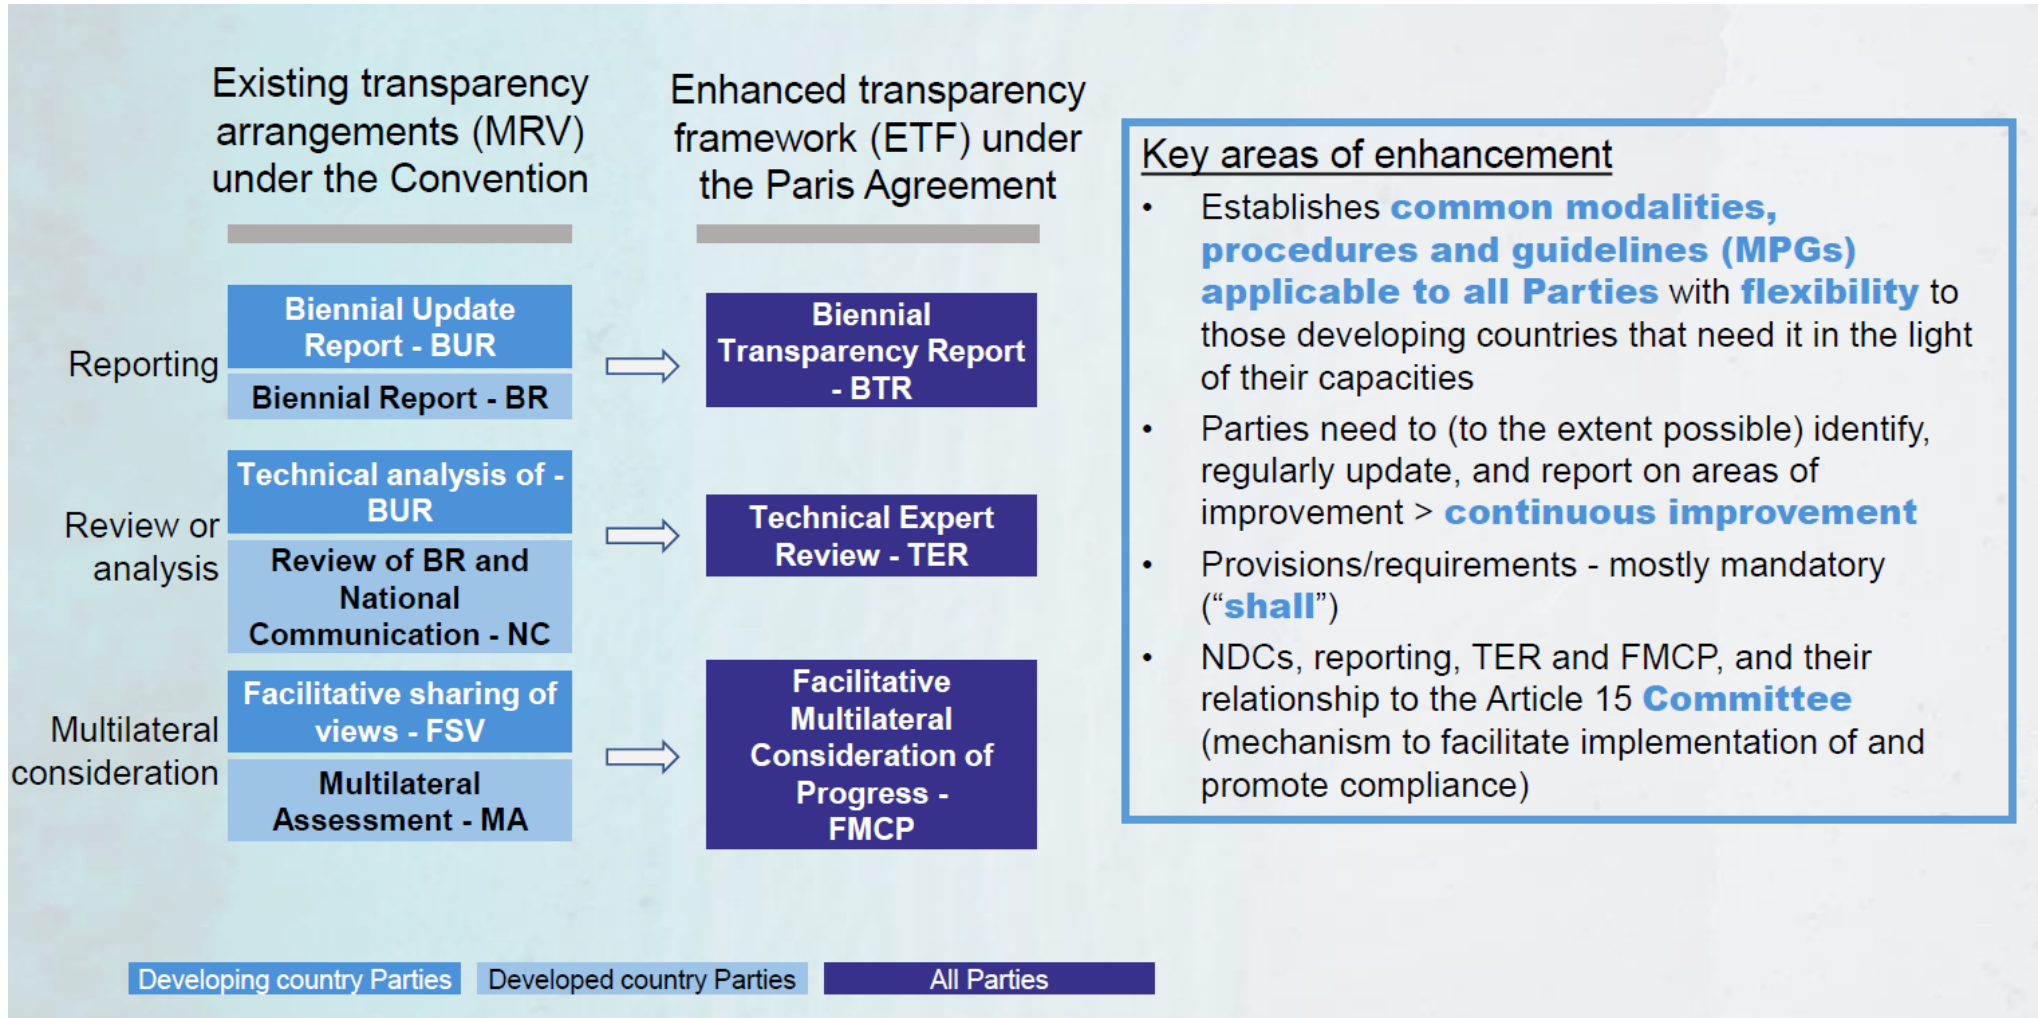 Existing transparency
arrangements (MRV)
under the Convention
Enhanced transparency
framework (ETF) under
the Paris Agreement
Reporting
Biennial Update
Report - BUR
Biennial Report - BR
Biennial
Transparency Report
- BTR
Review or
analysis
Technical analysis of -
BUR
Review of BR and
National
Communication - NC
Technical Expert
Review - TER
Multilateral
consideration
Facilitative sharing of
views - FSV
Multilateral
Assessment - MA
Facilitative
Multilateral
Consideration of
Progress -
FMCP
Key areas of enhancement
• Establishes common modalities,
procedures and guidelines (MPGs)
applicable to all Parties with flexibility to
those developing countries that need it in the light
of their capacities
• Parties need to (to the extent possible) identify,
regularly update, and report on areas of
improvement > continuous improvement
• Provisions/requirements - mostly mandatory
(“shall”)
• NDCs, reporting, TER and FMCP, and their
relationship to the Article 15 Committee
(mechanism to facilitate implementation of and
promote compliance)
Developing country Parties
Developed country Parties
All Parties